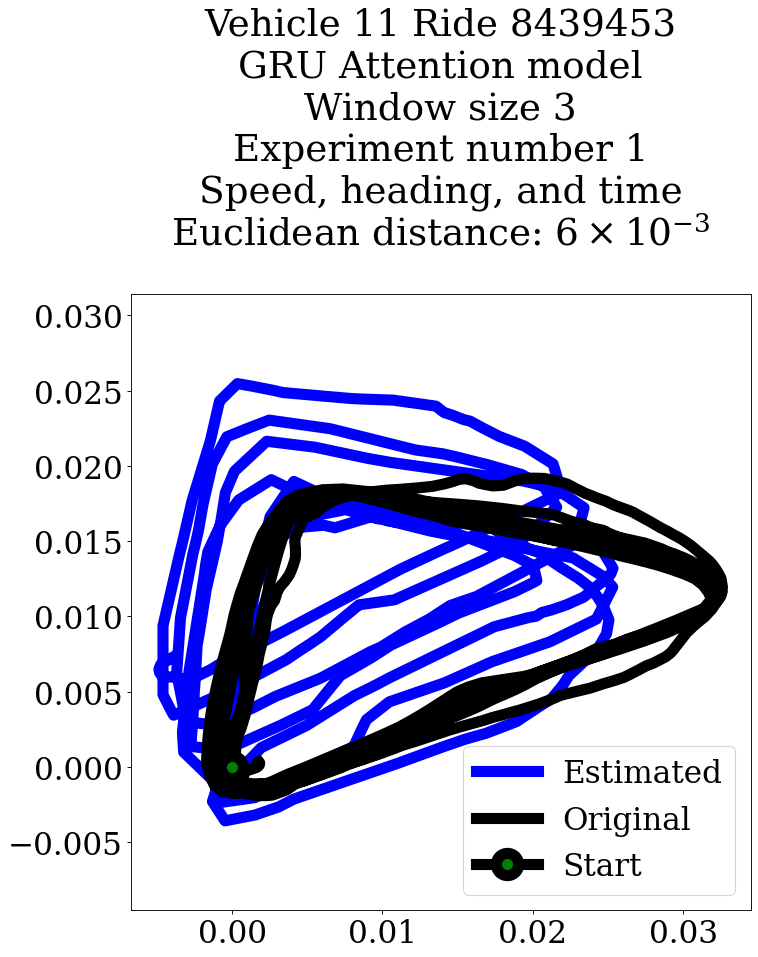 Vehicle 11 Ride 8439453
GRU Attention model
Window size 3
Experiment number 1
Speed, heading, and time
Euclidean distance: 6 × 10⁻³
0.030
0.025
0.020
0.015
0.010
0.005
0.000
−0.005
Estimated
Original
Start
0.00 0.01 0.02 0.03